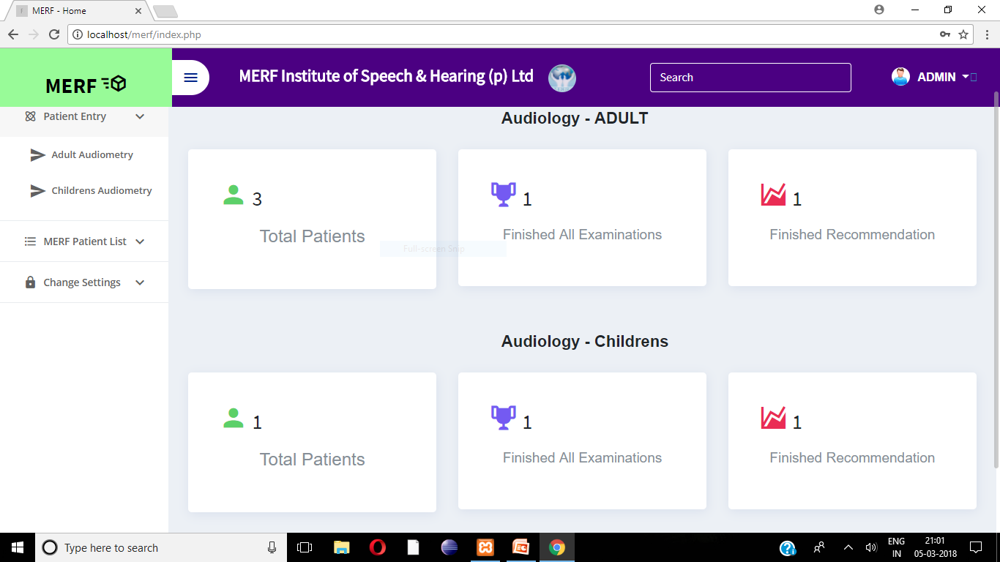 MERF - Home
localhost/merf/index.php
MERF
MERF Institute of Speech & Hearing (p) Ltd
Search
ADMIN
Patient Entry
Adult Audiometry
Childrens Audiometry
MERF Patient List
Change Settings
Audiology - ADULT
3
Total Patients
1
Finished All Examinations
1
Finished Recommendation
Full-screen Snip
Audiology - Childrens
1
Total Patients
1
Finished All Examinations
1
Finished Recommendation
Type here to search
ENG
IN
21:01
05-03-2018